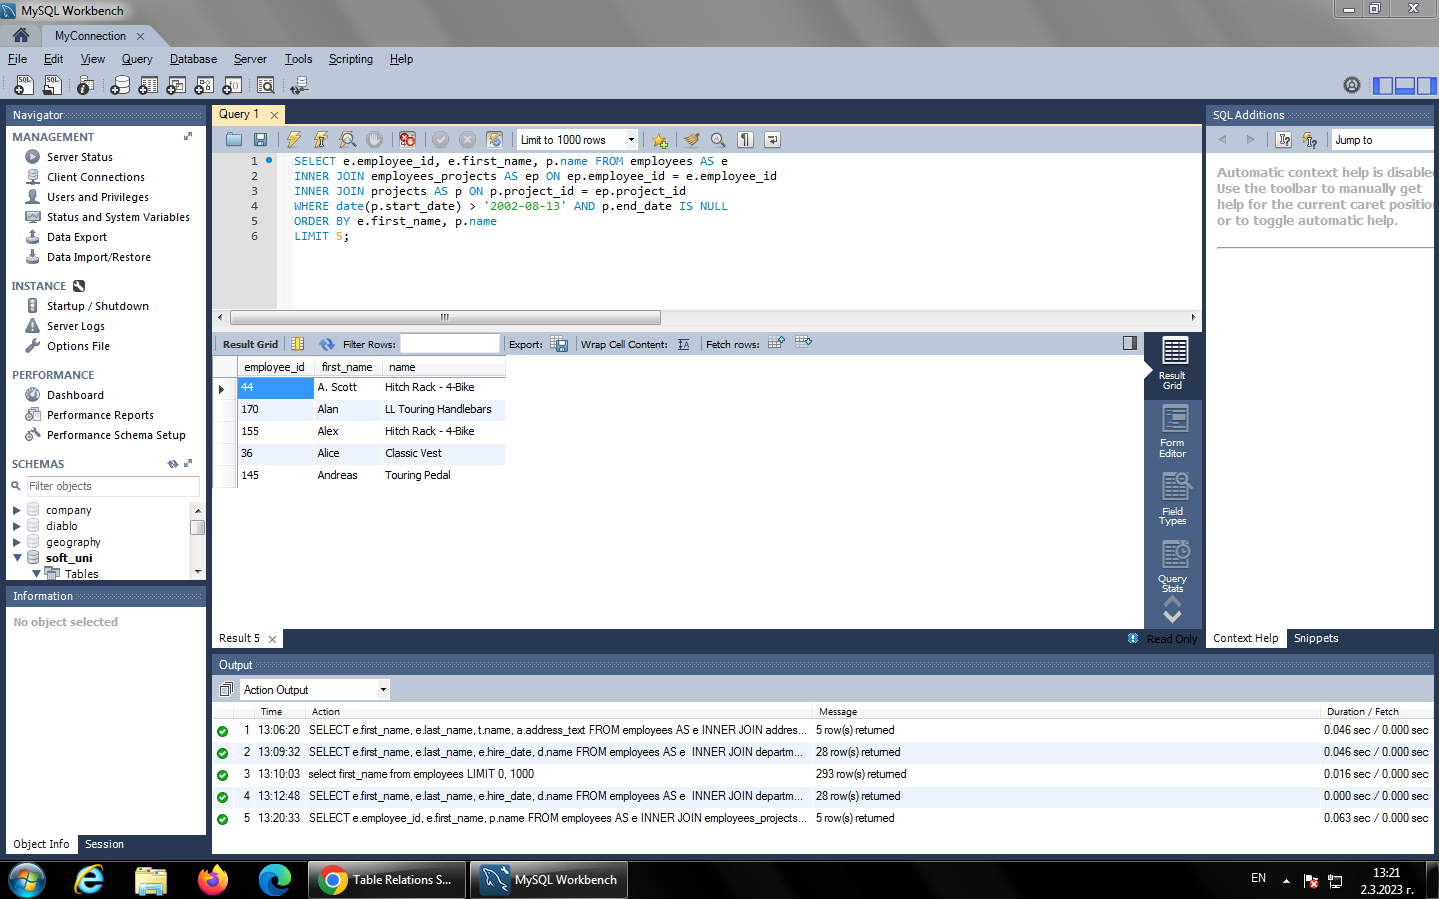 MySQL Workbench
MyConnection
File Edit View Query Database Server Tools Scripting Help
Navigator
MANAGEMENT
Server Status
Client Connections
Users and Privileges
Status and System Variables
Data Export
Data Import/Restore
INSTANCE
Startup / Shutdown
Server Logs
Options File
PERFORMANCE
Dashboard
Performance Reports
Performance Schema Setup
SCHEMAS
Filter objects
company
diablo
geography
soft_uni
Tables
Information
No object selected
Object Info Session
Query 1
Limit to 1000 rows
1 SELECT e.employee_id, e.first_name, p.name FROM employees AS e
2 INNER JOIN employees_projects AS ep ON ep.employee_id = e.employee_id
3 INNER JOIN projects AS p ON p.project_id = ep.project_id
4 WHERE date(p.start_date) > '2002-08-13' AND p.end_date IS NULL
5 ORDER BY e.first_name, p.name
6 LIMIT 5;
Result Grid Filter Rows: Export: Wrap Cell Content: Fetch rows:
employee_id first_name name
44 A. Scott Hitch Rack - 4-Bike
170 Alan LL Touring Handlebars
155 Alex Hitch Rack - 4-Bike
36 Alice Classic Vest
145 Andreas Touring Pedal
Result
Grid
Form
Editor
Field
Types
Query
Stats
Result 5
Read Only
SQL Additions
Jump to
Automatic context help is disabled
Use the toolbar to manually get
help for the current caret position
or to toggle automatic help.
Context Help Snippets
Output
Action Output
Time Action Message Duration / Fetch
1 13:06:20 SELECT e.first_name, e.last_name, t.name, a.address_text FROM employees AS e INNER JOIN addres... 5 row(s) returned 0.046 sec / 0.000 sec
2 13:09:32 SELECT e.first_name, e.last_name, e.hire_date, d.name FROM employees AS e INNER JOIN departm... 28 row(s) returned 0.046 sec / 0.000 sec
3 13:10:03 select first_name from employees LIMIT 0, 1000 293 row(s) returned 0.016 sec / 0.000 sec
4 13:12:48 SELECT e.first_name, e.last_name, e.hire_date, d.name FROM employees AS e INNER JOIN departm... 28 row(s) returned 0.000 sec / 0.000 sec
5 13:20:33 SELECT e.employee_id, e.first_name, p.name FROM employees AS e INNER JOIN employees_projects... 5 row(s) returned 0.063 sec / 0.000 sec
Table Relations S...
MySQL Workbench
EN
13:21
2.3.2023 г.